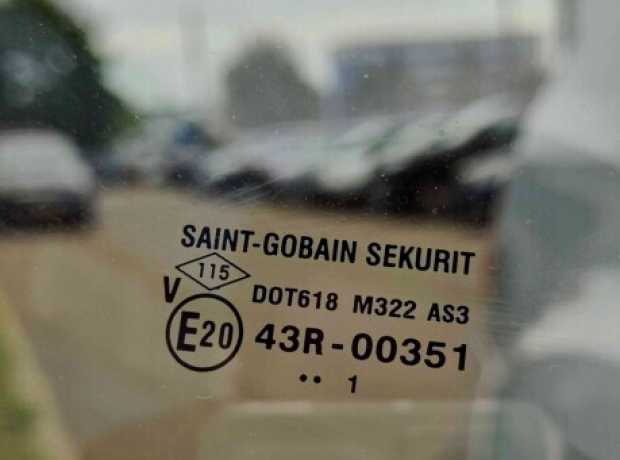 SAINT-GOBAIN SEKURIT
115
V DOT618 M322 AS3
E20 43R-00351
•• 1